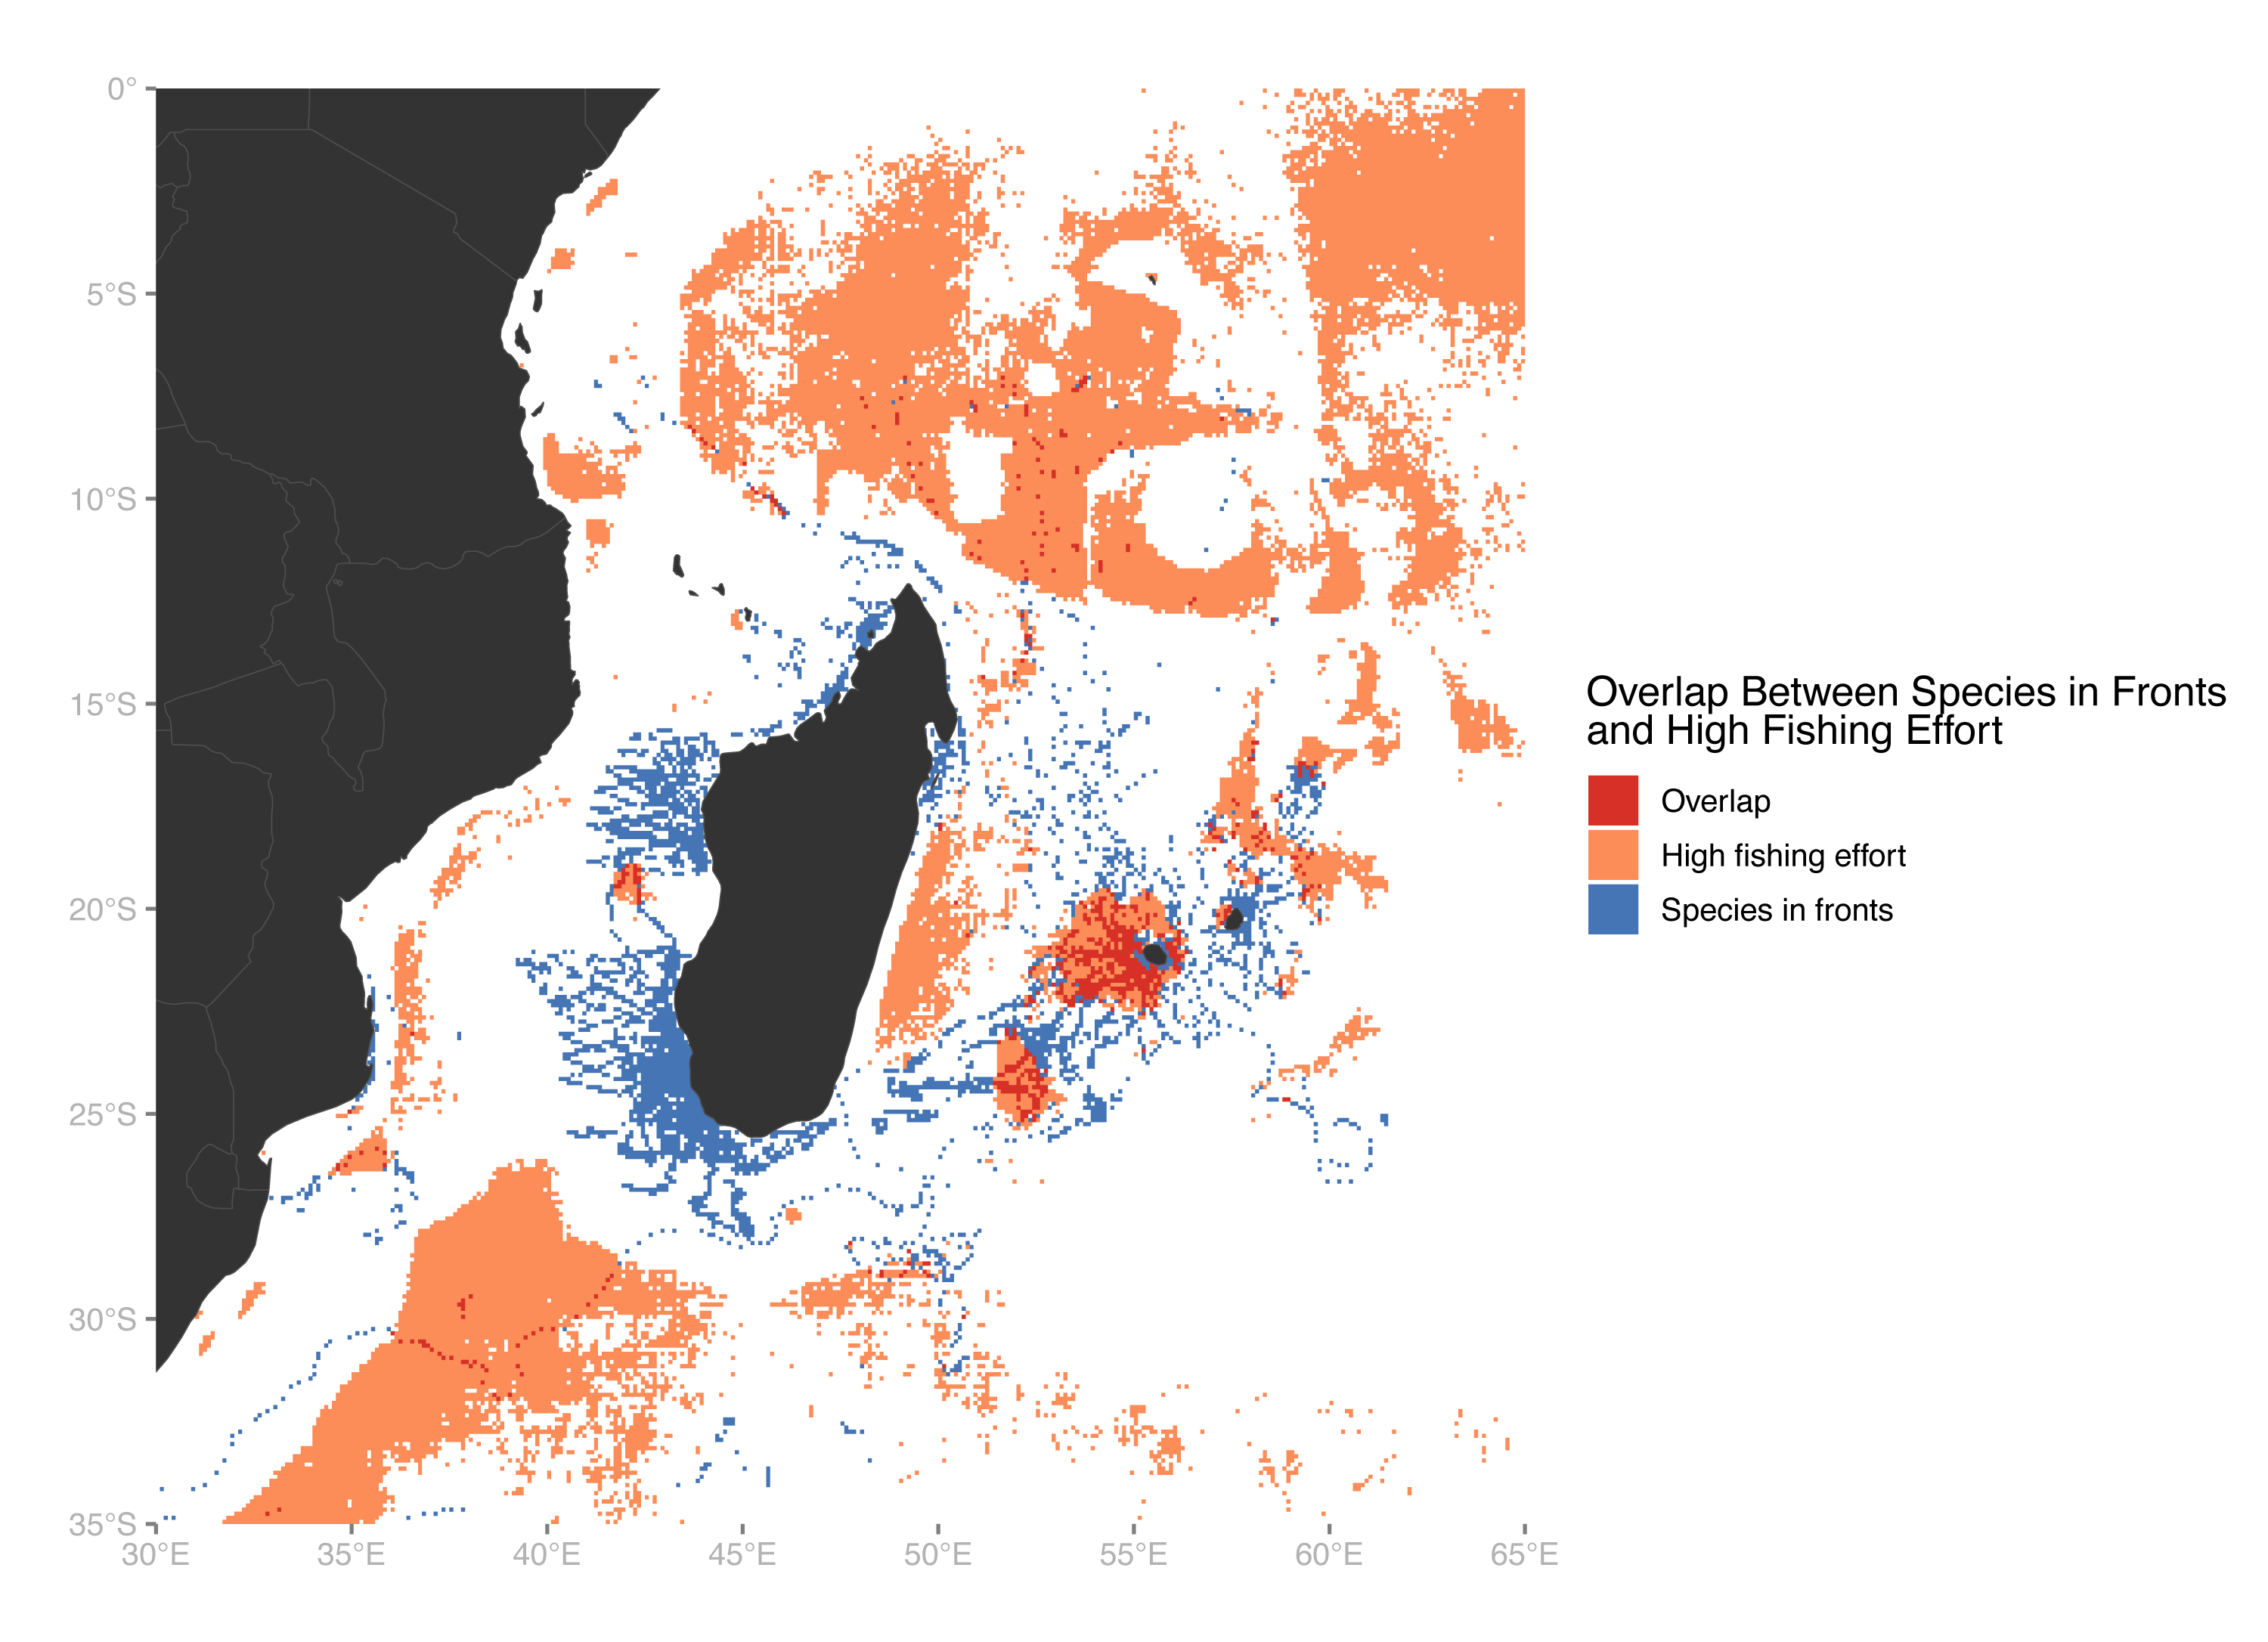 0°
5°S
10°S
15°S
20°S
25°S
30°S
35°S
30°E
35°E
40°E
45°E
50°E
55°E
60°E
65°E
Overlap Between Species in Fronts
and High Fishing Effort
Overlap
High fishing effort
Species in fronts